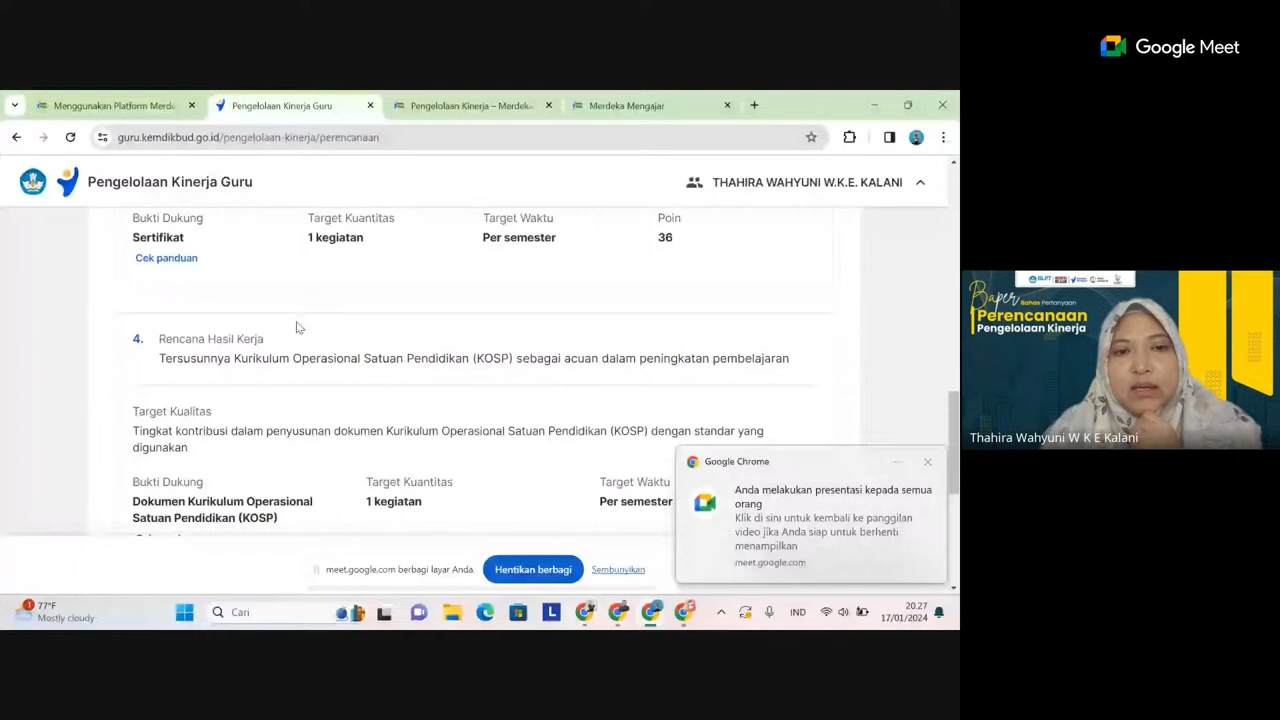 Google Meet
Menggunakan Platform Merd
Pengelolaan Kinerja Guru
Pengelolaan Kinerja – Merdeka
Merdeka Mengajar
guru.kemdikbud.go.id/pengelolaan-kinerja/perencanaan
Pengelolaan Kinerja Guru
THAHIRA WAHYUNI W.K.E. KALANI
Bukti Dukung
Target Kuantitas
Target Waktu
Poin
Sertifikat
1 kegiatan
Per semester
36
Cek panduan
4. Rencana Hasil Kerja
Tersusunnya Kurikulum Operasional Satuan Pendidikan (KOSP) sebagai acuan dalam peningkatan pembelajaran
Target Kualitas
Tingkat kontribusi dalam penyusunan dokumen Kurikulum Operasional Satuan Pendidikan (KOSP) dengan standar yang
digunakan
Bukti Dukung
Target Kuantitas
Target Waktu
Dokumen Kurikulum Operasional
Satuan Pendidikan (KOSP)
1 kegiatan
Per semester
Google Chrome
Anda melakukan presentasi kepada semua
orang
Klik di sini untuk kembali ke panggilan
video jika Anda siap untuk berhenti
menampilkan
meet.google.com
meet.google.com berbagi layar Anda.
Hentikan berbagi
Sembunyikan
1
77°F
Mostly cloudy
Cari
L
IND
20.27
17/01/2024
Baper Bahas Pertanyaan
Perencanaan
Pengelolaan Kinerja
Thahira Wahyuni W K E Kalani